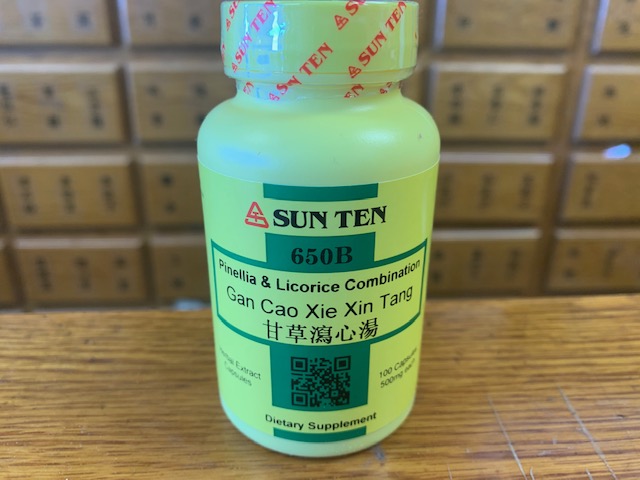 SUN TEN
SUN TEN
SUN TEN
SUN TEN
650B
Pinellia & Licorice Combination
Gan Cao Xie Xin Tang
甘草瀉心湯
Herbal Extract
Capsules
100 Capsules
500mg each
Dietary Supplement